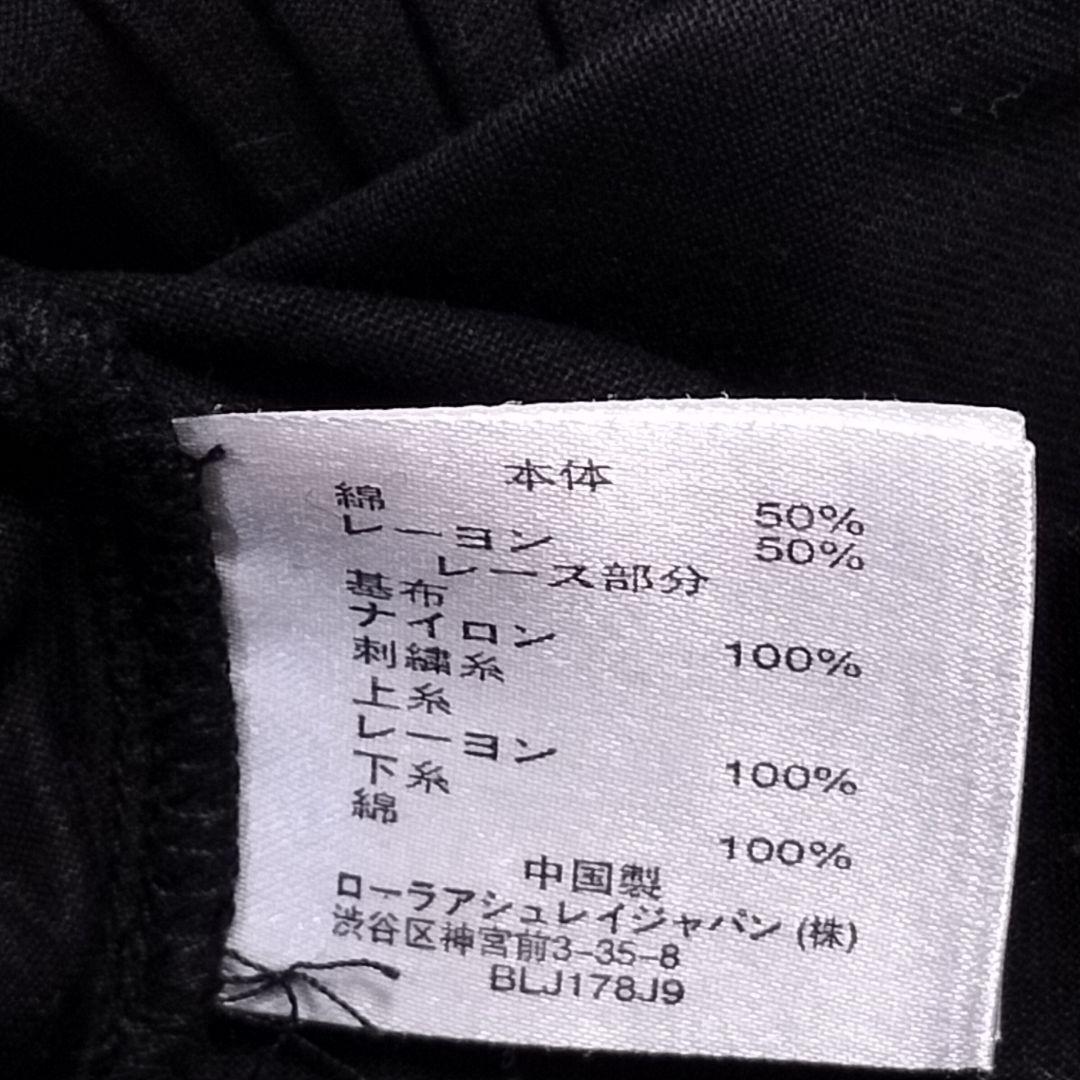 本体
綿 50%
レーヨン 50%
レース部分
基布
ナイロン 100%
刺繍糸
上糸
レーヨン 100%
下糸
綿 100%
中国製
ローラアシュレイジャパン (株)
渋谷区神宮前3-35-8
BLJ178J9